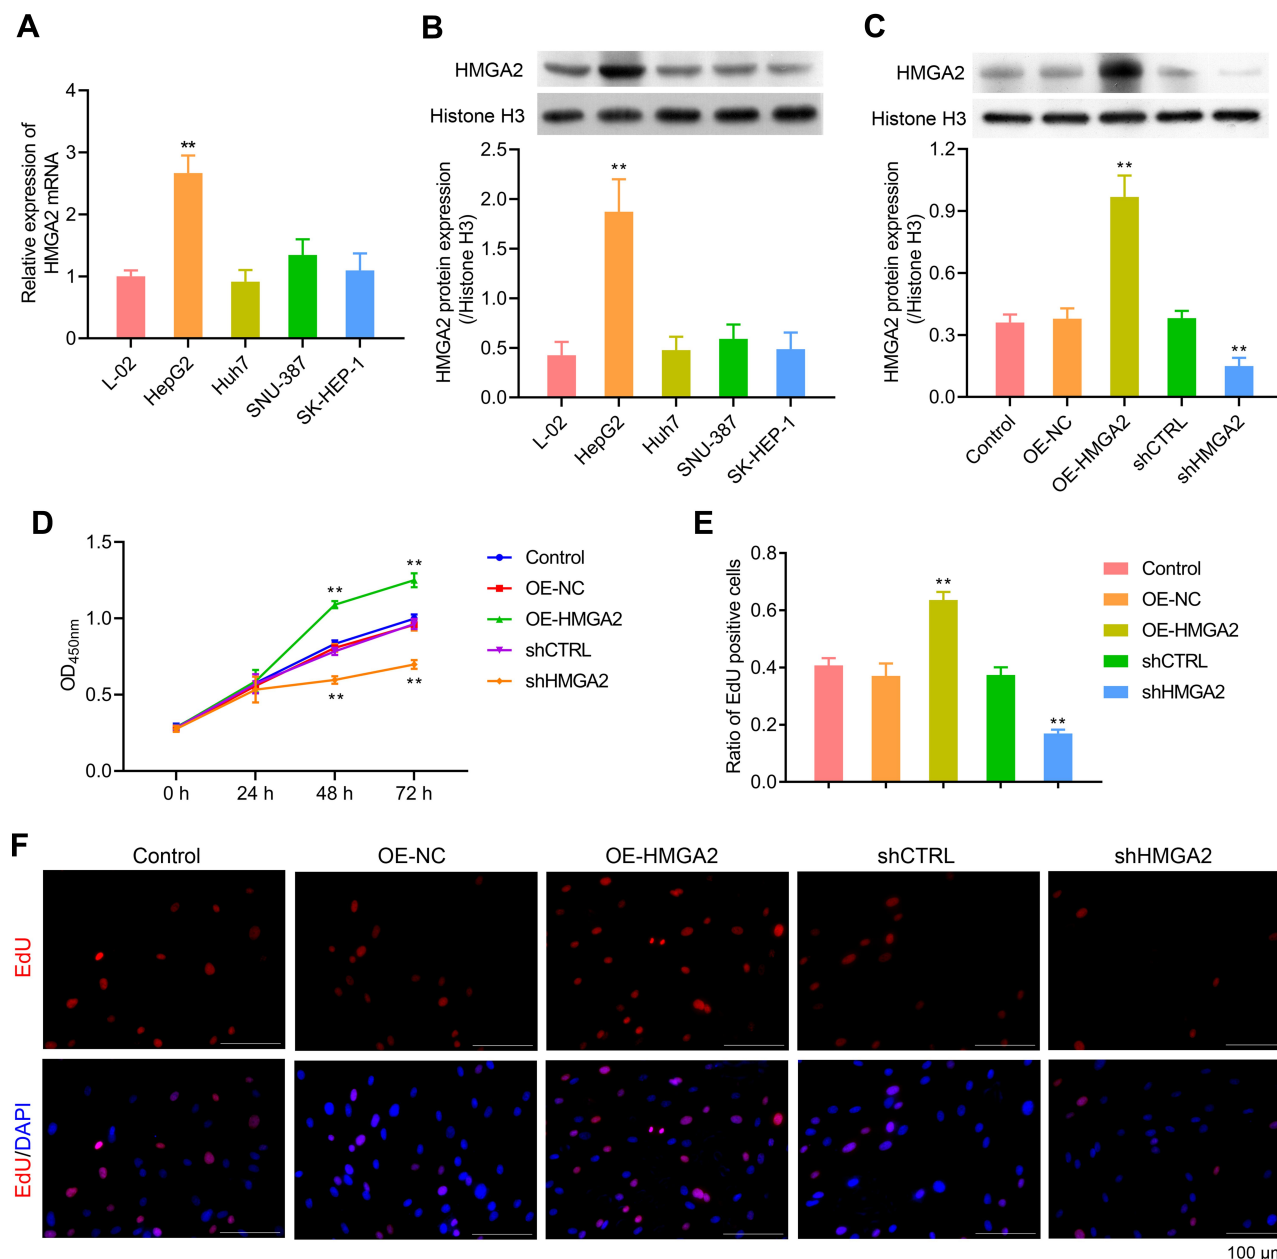 A
Relative expression of
HMGA2 mRNA
4
3
2
1
0
**
L-02
HepG2
Huh7
SNU-387
SK-HEP-1
B
HMGA2
Histone H3
HMGA2 protein expression
(/Histone H3)
2.5
2.0
1.5
1.0
0.5
0.0
**
L-02
HepG2
Huh7
SNU-387
SK-HEP-1
C
HMGA2
Histone H3
HMGA2 protein expression
(/Histone H3)
1.2
0.9
0.6
0.3
0.0
**
**
Control
OE-NC
OE-HMGA2
shCTRL
shHMGA2
D
OD450nm
1.5
1.0
0.5
0.0
**
**
**
**
0 h
24 h
48 h
72 h
Control
OE-NC
OE-HMGA2
shCTRL
shHMGA2
E
Ratio of EdU positive cells
0.8
0.6
0.4
0.2
0.0
**
**
Control
OE-NC
OE-HMGA2
shCTRL
shHMGA2
F
Control
OE-NC
OE-HMGA2
shCTRL
shHMGA2
EdU
EdU/DAPI
100 μm